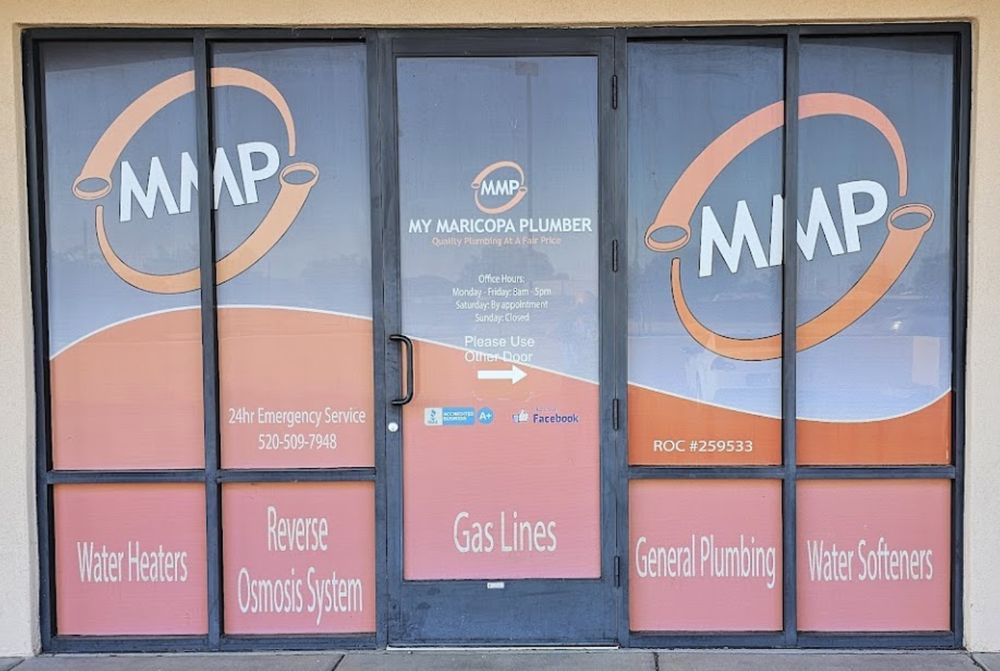 MMP
24hr Emergency Service
520-509-7948
Water Heaters
Reverse
Osmosis System
MMP
MY MARICOPA PLUMBER
Quality Plumbing At A Fair Price
Office Hours:
Monday - Friday: 8am - 5pm
Saturday: By appointment
Sunday: Closed
Please Use
Other Door
ACCREDITED
BUSINESS
A+
Facebook
Gas Lines
MMP
ROC #259533
General Plumbing
Water Softeners